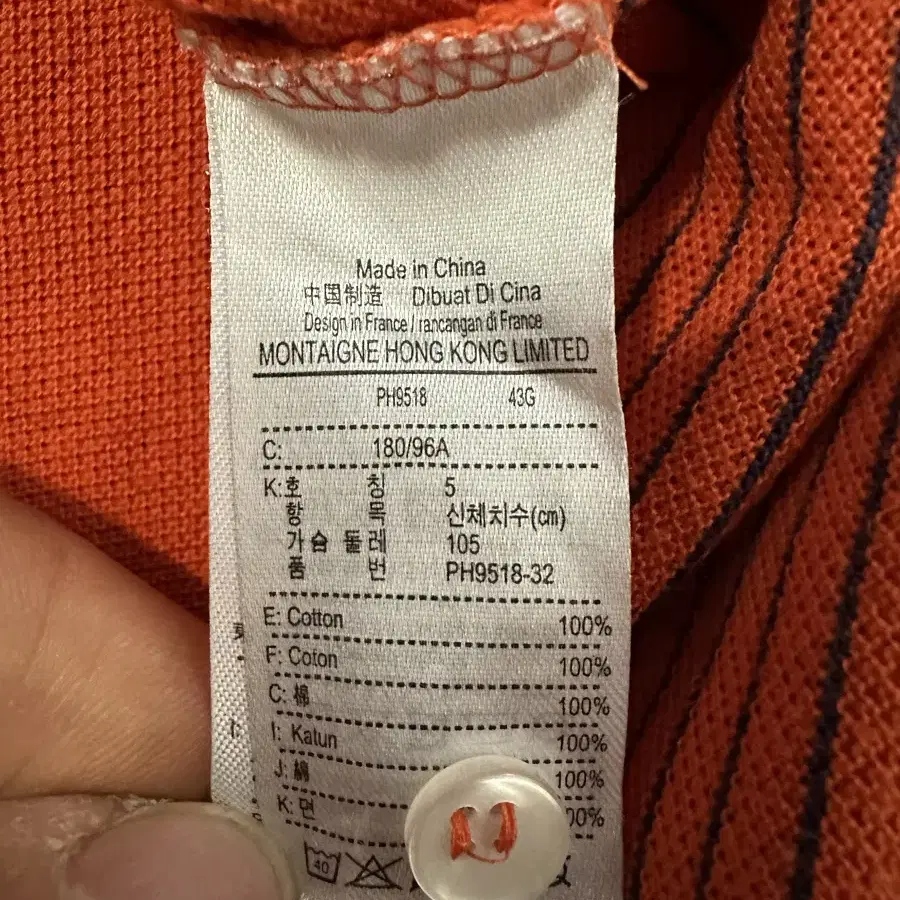 Made in China
中国制造 Dibuat Di Cina
Design in France / rancangan di France
MONTAIGNE HONG KONG LIMITED
PH9518 43G
C: 180/96A
K:호 칭 5
항 목 신체치수(cm)
가슴 둘레 105
품 번 PH9518-32
E: Cotton 100%
F: Coton 100%
C: 棉 100%
I: Katun 100%
J: 綿 100%
K: 면
40